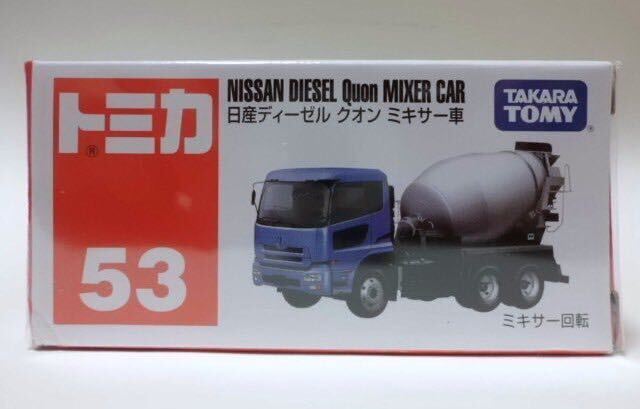 トミカ
®
53
NISSAN DIESEL Quon MIXER CAR
日産ディーゼル クオン ミキサー車
TAKARA
TOMY
®
ミキサー回転